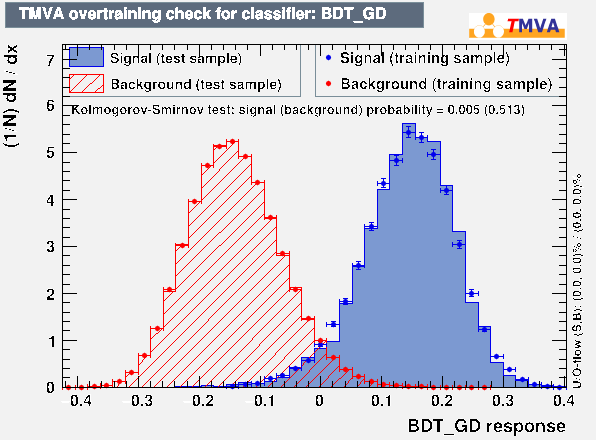 TMVA overtraining check for classifier: BDT_GD
TMVA
Signal (test sample)
Background (test sample)
Signal (training sample)
Background (training sample)
Kolmogorov-Smirnov test: signal (background) probability = 0.005 (0.513)
(1/N) dN / dx
7
6
5
4
3
2
1
0
-0.4 -0.3 -0.2 -0.1 0 0.1 0.2 0.3 0.4
BDT_GD response
U/O-flow (S,B): (0.0, 0.0)% / (0.0, 0.0)%